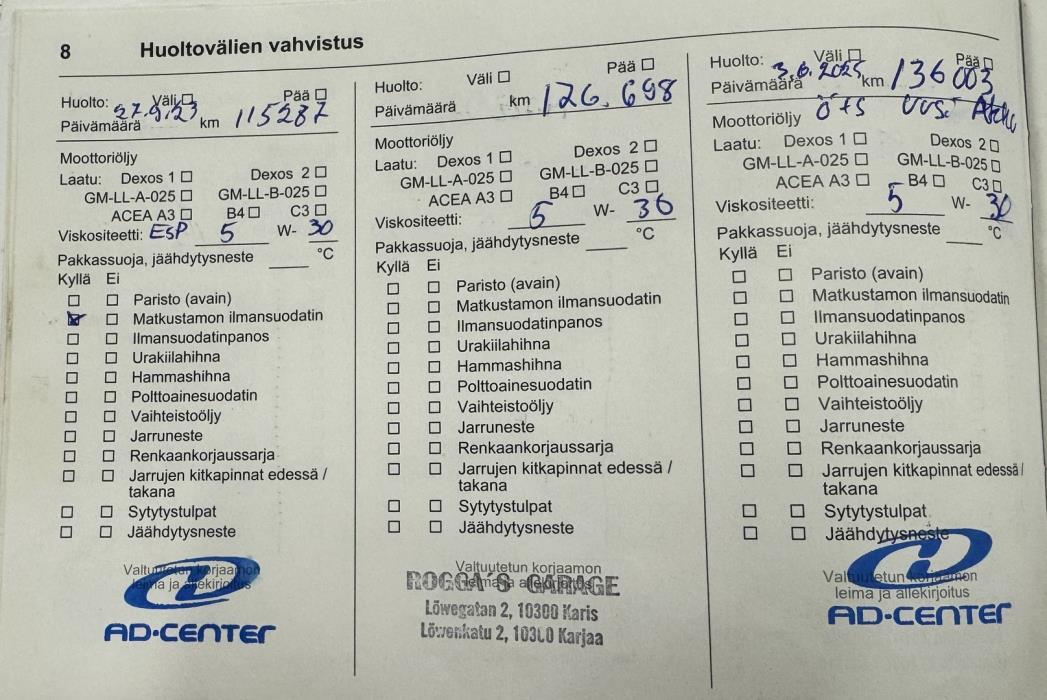 8 Huoltovälien vahvistus
Huolto: Väli Pää
Päivämäärä 27.9.23 km 115287
Moottoriöljy
Laatu: Dexos 1 Dexos 2
GM-LL-A-025 GM-LL-B-025
ACEA A3 B4 C3
Viskositeetti: ESP 5 W- 30
Pakkassuoja, jäähdytysneste °C
Kyllä Ei
Paristo (avain)
Matkustamon ilmansuodatin
Ilmansuodatinpanos
Urakiilahihna
Hammashihna
Polttoainesuodatin
Vaihteistoöljy
Jarruneste
Renkaankorjaussarja
Jarrujen kitkapinnat edessä /
takana
Sytytystulpat
Jäähdytysneste
Valtuutetun korjaamon
leima ja allekirjoitus
AD-CENTER
Huolto: Väli Pää
Päivämäärä km 126.698
Moottoriöljy
Laatu: Dexos 1 Dexos 2
GM-LL-A-025 GM-LL-B-025
ACEA A3 B4 C3
Viskositeetti: 5 W- 30
Pakkassuoja, jäähdytysneste °C
Kyllä Ei
Paristo (avain)
Matkustamon ilmansuodatin
Ilmansuodatinpanos
Urakiilahihna
Hammashihna
Polttoainesuodatin
Vaihteistoöljy
Jarruneste
Renkaankorjaussarja
Jarrujen kitkapinnat edessä /
takana
Sytytystulpat
Jäähdytysneste
Valtuutetun korjaamon
leima ja allekirjoitus
ROGGA'S GARAGE
Löwegatan 2, 10300 Karis
Löwenkatu 2, 10300 Karjaa
Huolto: Väli Pää
Päivämäärä 3.6.2025 km 136 003
Moottoriöljy Ö+S uusi
Laatu: Dexos 1 Dexos 2
GM-LL-A-025 GM-LL-B-025
ACEA A3 B4 C3
Viskositeetti: 5 W- 30
Pakkassuoja, jäähdytysneste °C
Kyllä Ei
Paristo (avain)
Matkustamon ilmansuodatin
Ilmansuodatinpanos
Urakiilahihna
Hammashihna
Polttoainesuodatin
Vaihteistoöljy
Jarruneste
Renkaankorjaussarja
Jarrujen kitkapinnat edessä /
takana
Sytytystulpat
Jäähdytysneste
Valtuutetun korjaamon
leima ja allekirjoitus
AD-CENTER